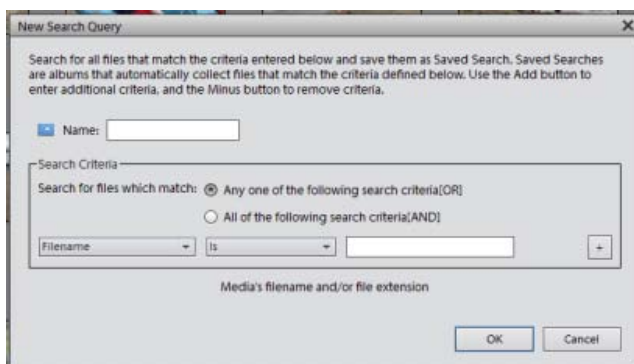 New Search Query
Search for all files that match the criteria entered below and save them as Saved Search. Saved Searches
are albums that automatically collect files that match the criteria defined below. Use the Add button to
enter additional criteria, and the Minus button to remove criteria.
Name:
Search Criteria
Search for files which match: Any one of the following search criteria[OR]
All of the following search criteria[AND]
Filename Is +
Media's filename and/or file extension
OK Cancel